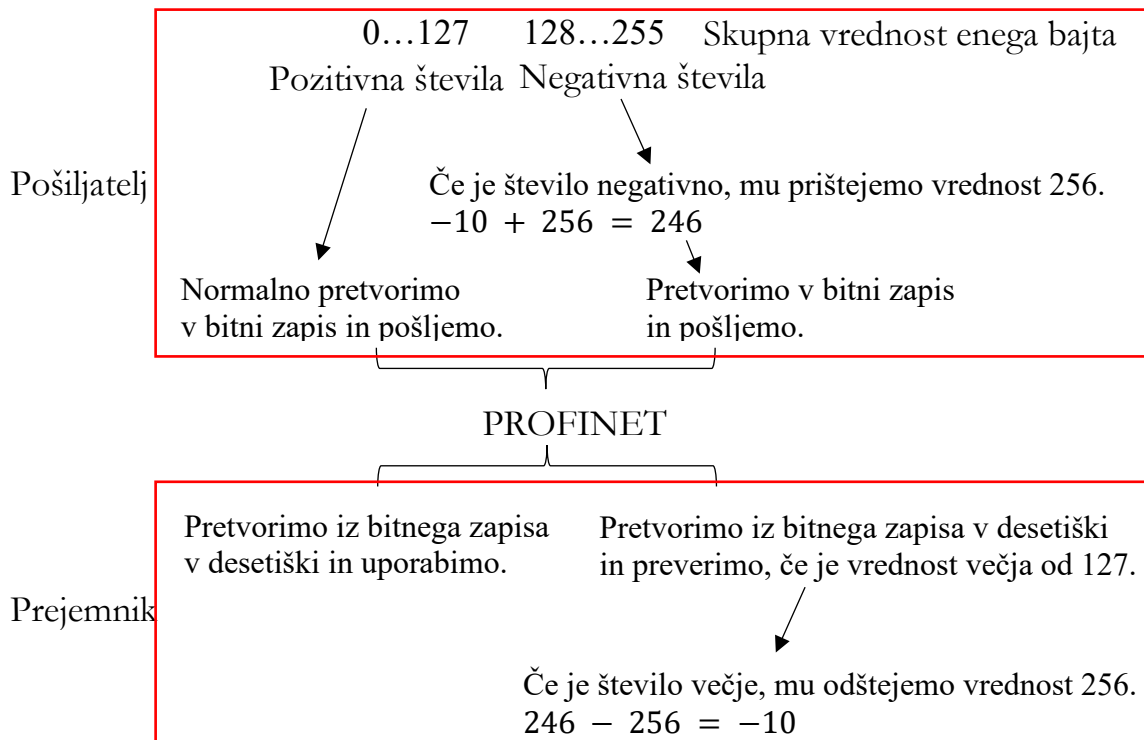 0…127 128…255 Skupna vrednost enega bajta
Pozitivna števila Negativna števila
Pošiljatelj
Če je število negativno, mu prištejemo vrednost 256.
−10 + 256 = 246
Normalno pretvorimo
v bitni zapis in pošljemo.
Pretvorimo v bitni zapis
in pošljemo.
PROFINET
Pretvorimo iz bitnega zapisa
v desetiški in uporabimo.
Pretvorimo iz bitnega zapisa v desetiški
in preverimo, če je vrednost večja od 127.
Prejemnik
Če je število večje, mu odštejemo vrednost 256.
246 − 256 = −10